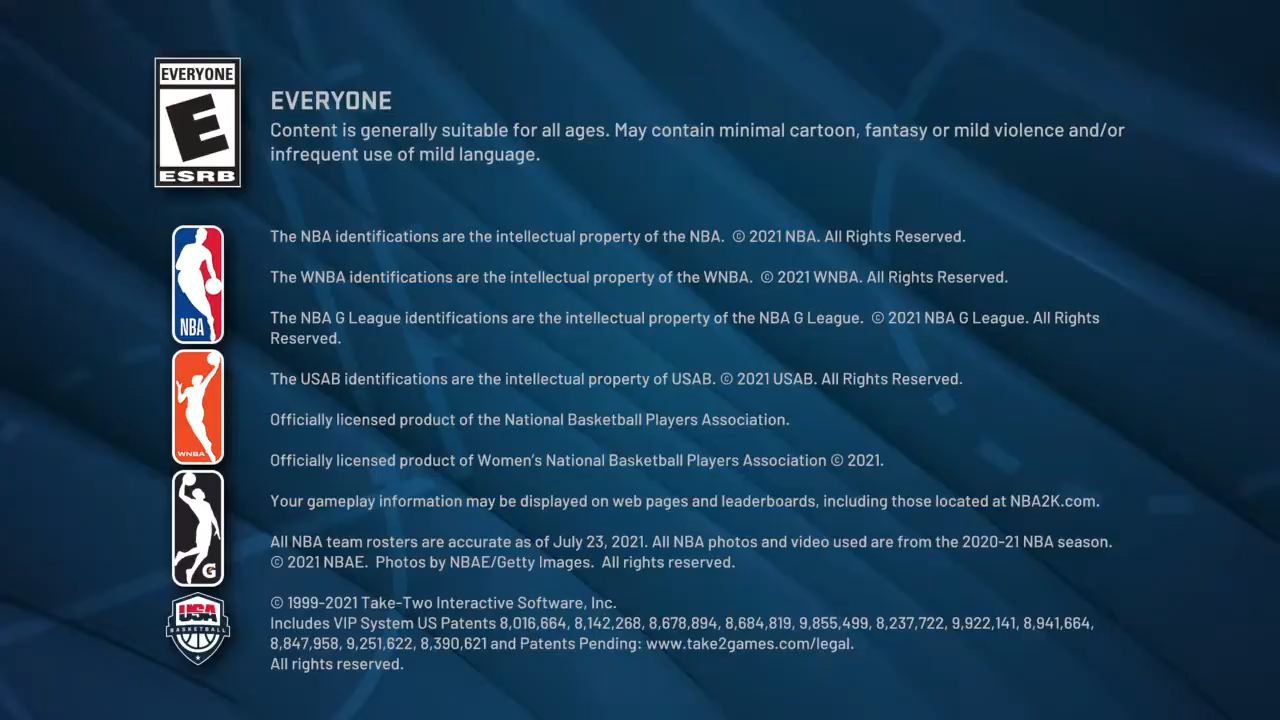 EVERYONE
E
ESRB
EVERYONE
Content is generally suitable for all ages. May contain minimal cartoon, fantasy or mild violence and/or
infrequent use of mild language.
The NBA identifications are the intellectual property of the NBA.  © 2021 NBA. All Rights Reserved.
NBA
The WNBA identifications are the intellectual property of the WNBA.  © 2021 WNBA. All Rights Reserved.
The NBA G League identifications are the intellectual property of the NBA G League.  © 2021 NBA G League. All Rights
Reserved.
The USAB identifications are the intellectual property of USAB. © 2021 USAB. All Rights Reserved.
WNBA
Officially licensed product of the National Basketball Players Association.
Officially licensed product of Women's National Basketball Players Association © 2021.
Your gameplay information may be displayed on web pages and leaderboards, including those located at NBA2K.com.
G
All NBA team rosters are accurate as of July 23, 2021. All NBA photos and video used are from the 2020-21 NBA season.
© 2021 NBAE.  Photos by NBAE/Getty Images.  All rights reserved.
USA
BASKETBALL
© 1999-2021 Take-Two Interactive Software, Inc.
Includes VIP System US Patents 8,016,664, 8,142,268, 8,678,894, 8,684,819, 9,855,499, 8,237,722, 9,922,141, 8,941,664,
8,847,958, 9,251,622, 8,390,621 and Patents Pending: www.take2games.com/legal.
All rights reserved.